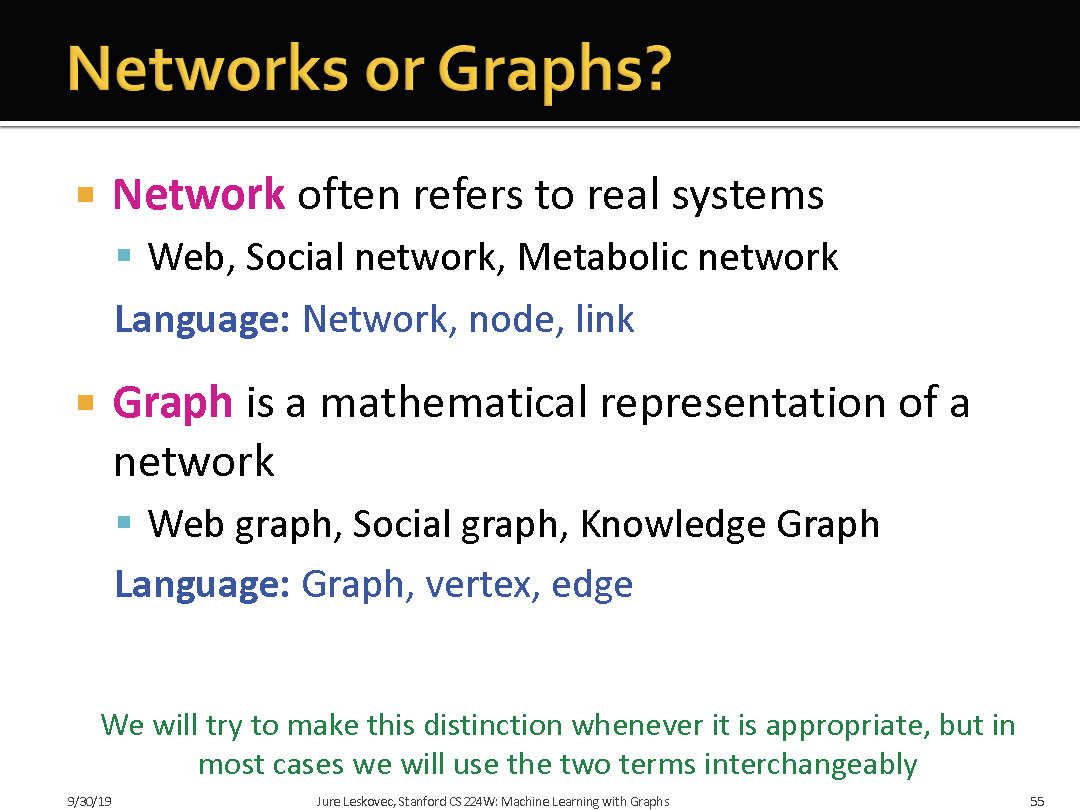 Networks or Graphs?
Network often refers to real systems
Web, Social network, Metabolic network
Language: Network, node, link
Graph is a mathematical representation of a
network
Web graph, Social graph, Knowledge Graph
Language: Graph, vertex, edge
We will try to make this distinction whenever it is appropriate, but in
most cases we will use the two terms interchangeably
9/30/19
Jure Leskovec, Stanford CS224W: Machine Learning with Graphs
55